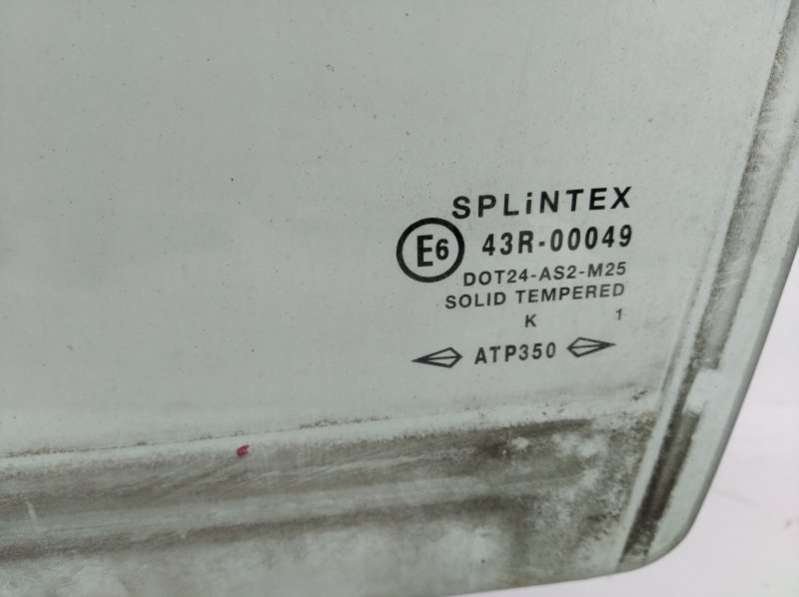 SPLiNTEX
E6 43R-00049
DOT24-AS2-M25
SOLID TEMPERED
K 1
ATP350